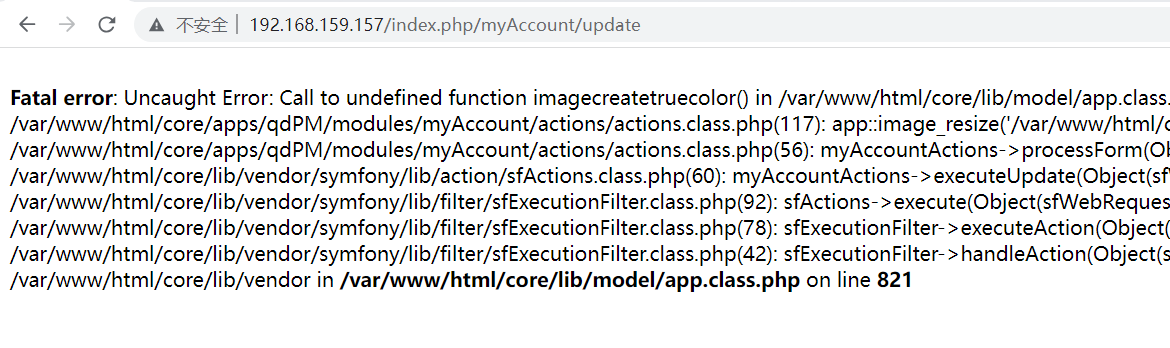 不安全 192.168.159.157/index.php/myAccount/update
Fatal error: Uncaught Error: Call to undefined function imagecreatetruecolor() in /var/www/html/core/lib/model/app.class.
/var/www/html/core/apps/qdPM/modules/myAccount/actions/actions.class.php(117): app::image_resize('/var/www/html/c
/var/www/html/core/apps/qdPM/modules/myAccount/actions/actions.class.php(56): myAccountActions->processForm(Ob
/var/www/html/core/lib/vendor/symfony/lib/action/sfActions.class.php(60): myAccountActions->executeUpdate(Object(sfW
/var/www/html/core/lib/vendor/symfony/lib/filter/sfExecutionFilter.class.php(92): sfActions->execute(Object(sfWebReques
/var/www/html/core/lib/vendor/symfony/lib/filter/sfExecutionFilter.class.php(78): sfExecutionFilter->executeAction(Object(
/var/www/html/core/lib/vendor/symfony/lib/filter/sfExecutionFilter.class.php(42): sfExecutionFilter->handleAction(Object(s
/var/www/html/core/lib/vendor in /var/www/html/core/lib/model/app.class.php on line 821